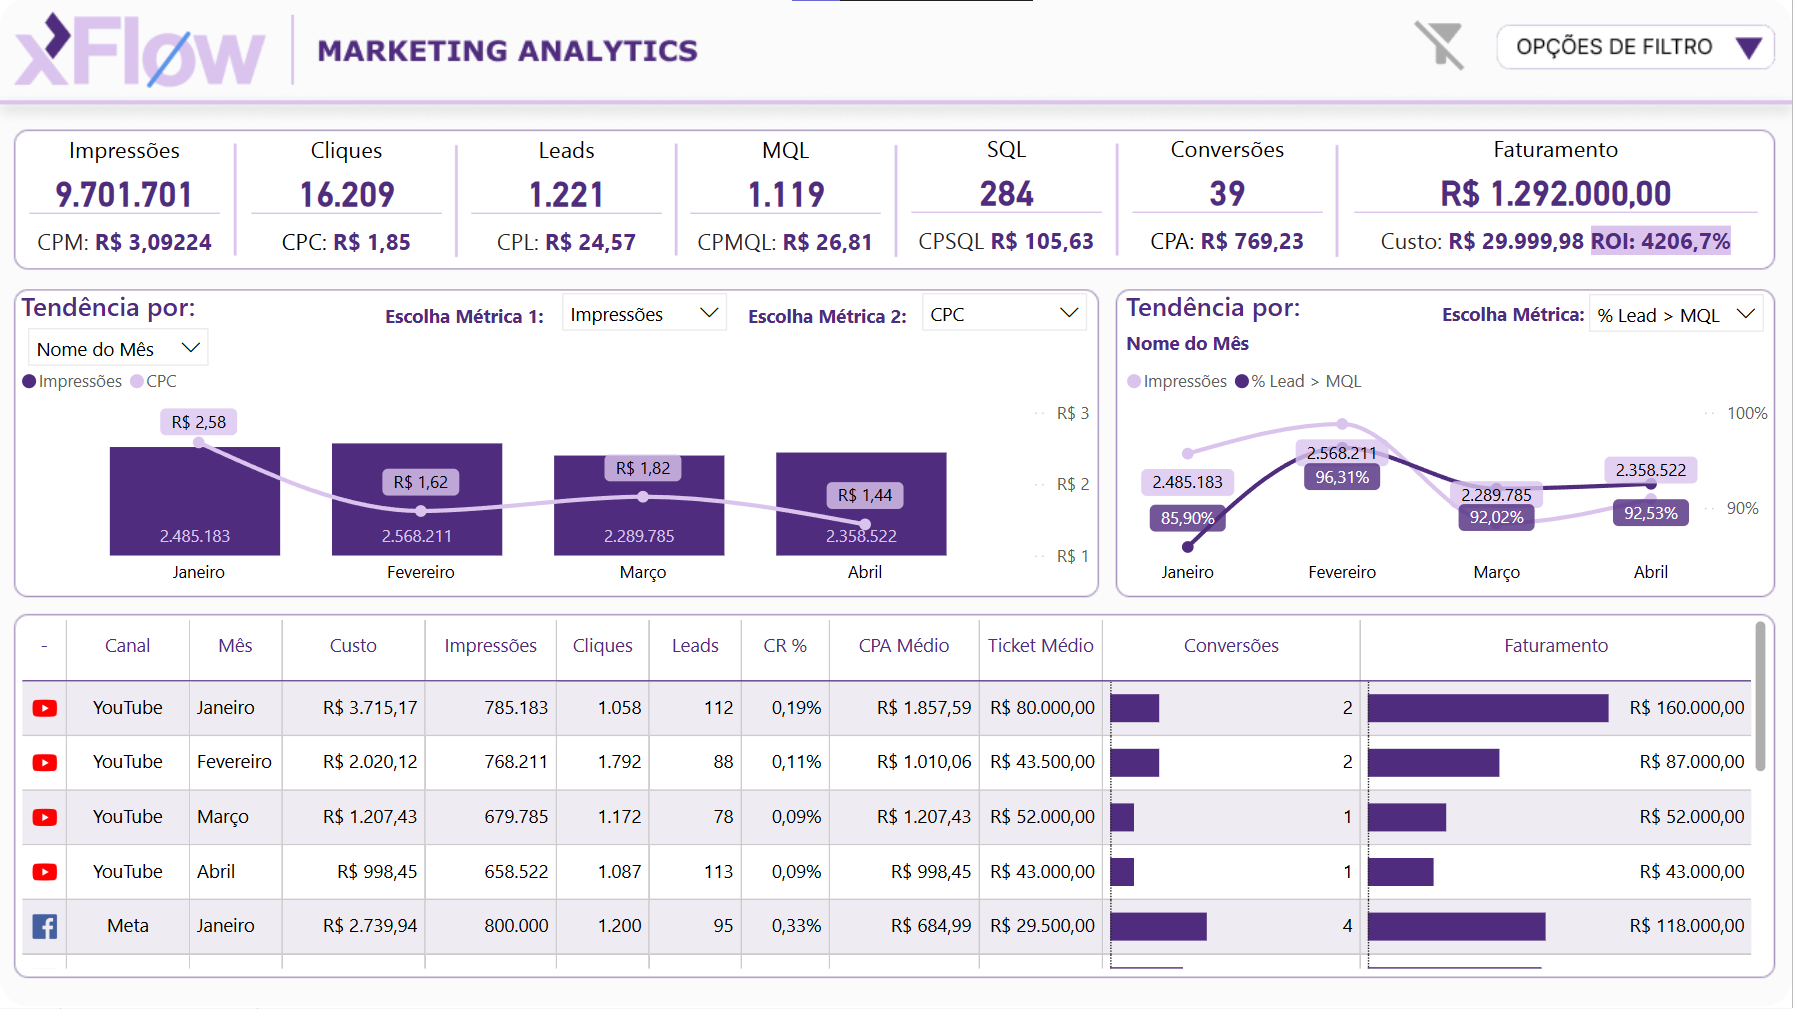 xFløw
MARKETING ANALYTICS
OPÇÕES DE FILTRO
Impressões
9.701.701
CPM: R$ 3,09224
Cliques
16.209
CPC: R$ 1,85
Leads
1.221
CPL: R$ 24,57
MQL
1.119
CPMQL: R$ 26,81
SQL
284
CPSQL R$ 105,63
Conversões
39
CPA: R$ 769,23
Faturamento
R$ 1.292.000,00
Custo: R$ 29.999,98 ROI: 4206,7%
Tendência por:
Nome do Mês
Escolha Métrica 1: Impressões
Escolha Métrica 2: CPC
Impressões CPC
R$ 3
R$ 2
R$ 1
R$ 2,58
R$ 1,62
R$ 1,82
R$ 1,44
2.485.183
2.568.211
2.289.785
2.358.522
Janeiro Fevereiro Março Abril
Tendência por:
Nome do Mês
Escolha Métrica: % Lead > MQL
Impressões % Lead > MQL
100%
90%
2.485.183
85,90%
2.568.211
96,31%
2.289.785
92,02%
2.358.522
92,53%
Janeiro Fevereiro Março Abril
- Canal Mês Custo Impressões Cliques Leads CR % CPA Médio Ticket Médio Conversões Faturamento
YouTube Janeiro R$ 3.715,17 785.183 1.058 112 0,19% R$ 1.857,59 R$ 80.000,00 2 R$ 160.000,00
YouTube Fevereiro R$ 2.020,12 768.211 1.792 88 0,11% R$ 1.010,06 R$ 43.500,00 2 R$ 87.000,00
YouTube Março R$ 1.207,43 679.785 1.172 78 0,09% R$ 1.207,43 R$ 52.000,00 1 R$ 52.000,00
YouTube Abril R$ 998,45 658.522 1.087 113 0,09% R$ 998,45 R$ 43.000,00 1 R$ 43.000,00
Meta Janeiro R$ 2.739,94 800.000 1.200 95 0,33% R$ 684,99 R$ 29.500,00 4 R$ 118.000,00